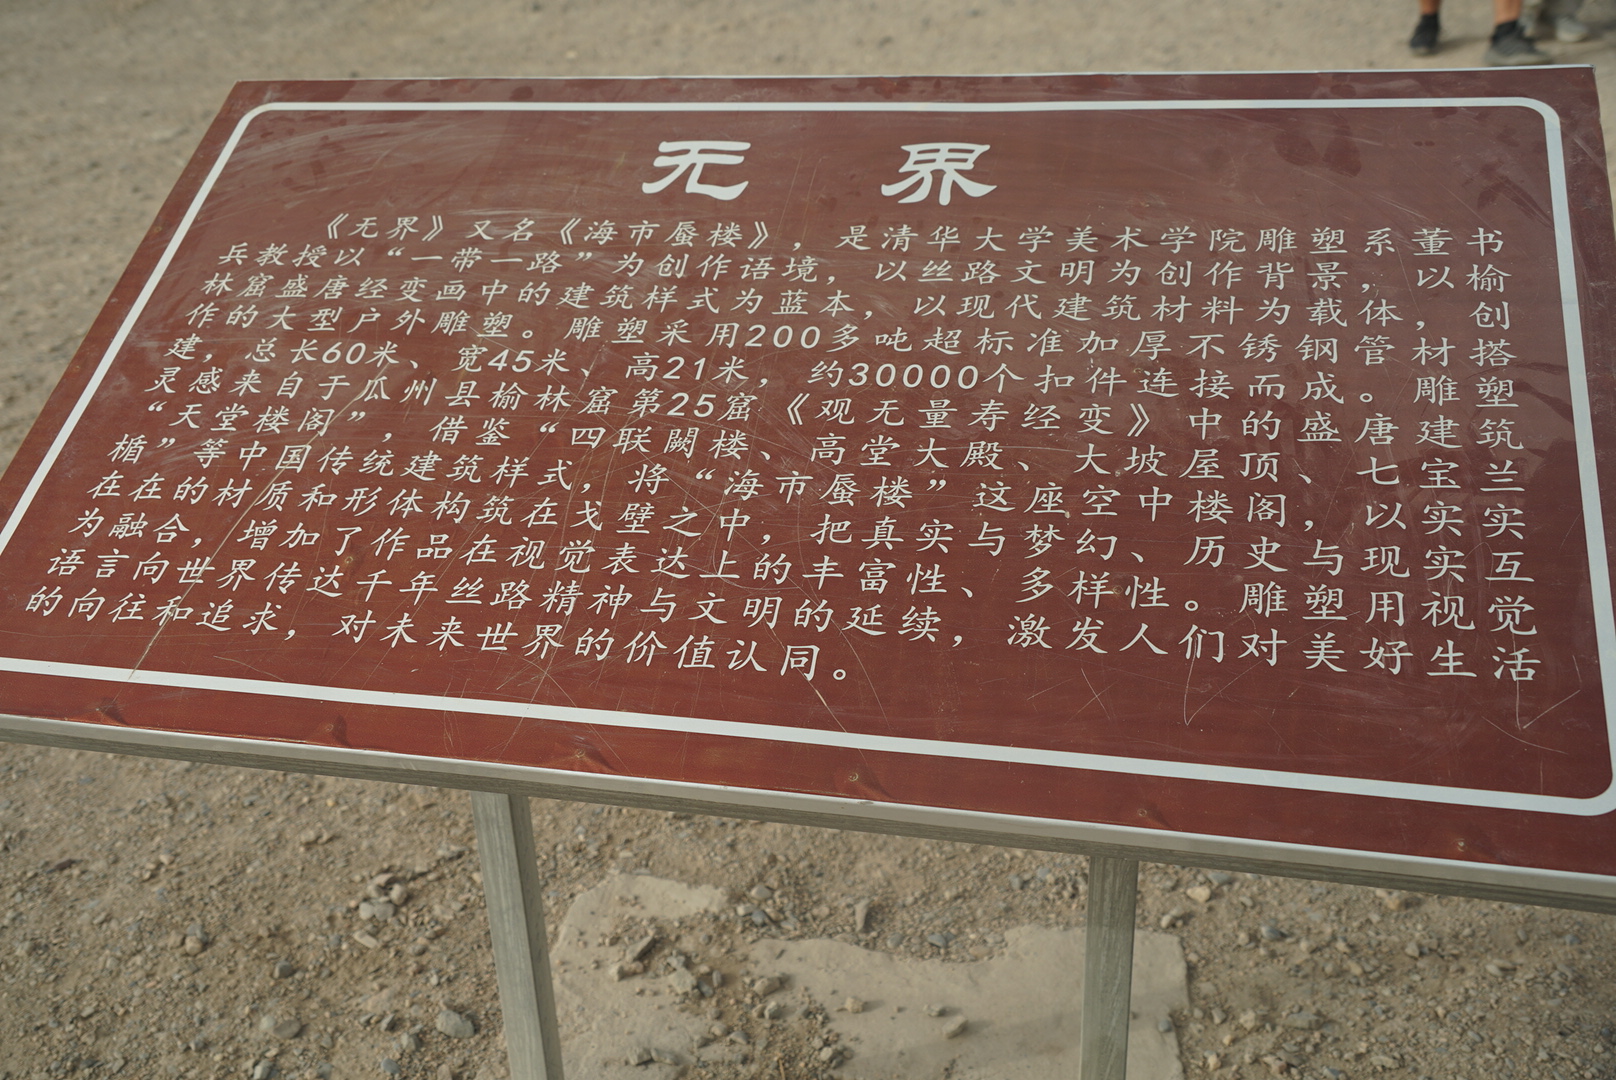 无界
《无界》又名《海市蜃楼》，是清华大学美术学院雕塑系董书
兵教授以“一带一路”为创作语境，以丝路文明为创作背景，以榆
林窟盛唐经变画中的建筑样式为蓝本，以现代建筑材料为载体，创
作的大型户外雕塑。雕塑采用200多吨超标准加厚不锈钢管材搭
建，总长60米、宽45米、高21米，约30000个扣件连接而成。雕塑
灵感来自于瓜州县榆林窟第25窟《观无量寿经变》中的盛唐建筑
“天堂楼阁”，借鉴“四联闕楼、高堂大殿、大坡屋顶、七宝兰
楯”等中国传统建筑样式，将“海市蜃楼”这座空中楼阁，以实
在在的材质和形体构筑在戈壁之中，把真实与梦幻、历史与现实互
为融合，增加了作品在视觉表达上的丰富性、多样性。雕塑用视觉
语言向世界传达千年丝路精神与文明的延续，激发人们对美好生活
的向往和追求，对未来世界的价值认同。